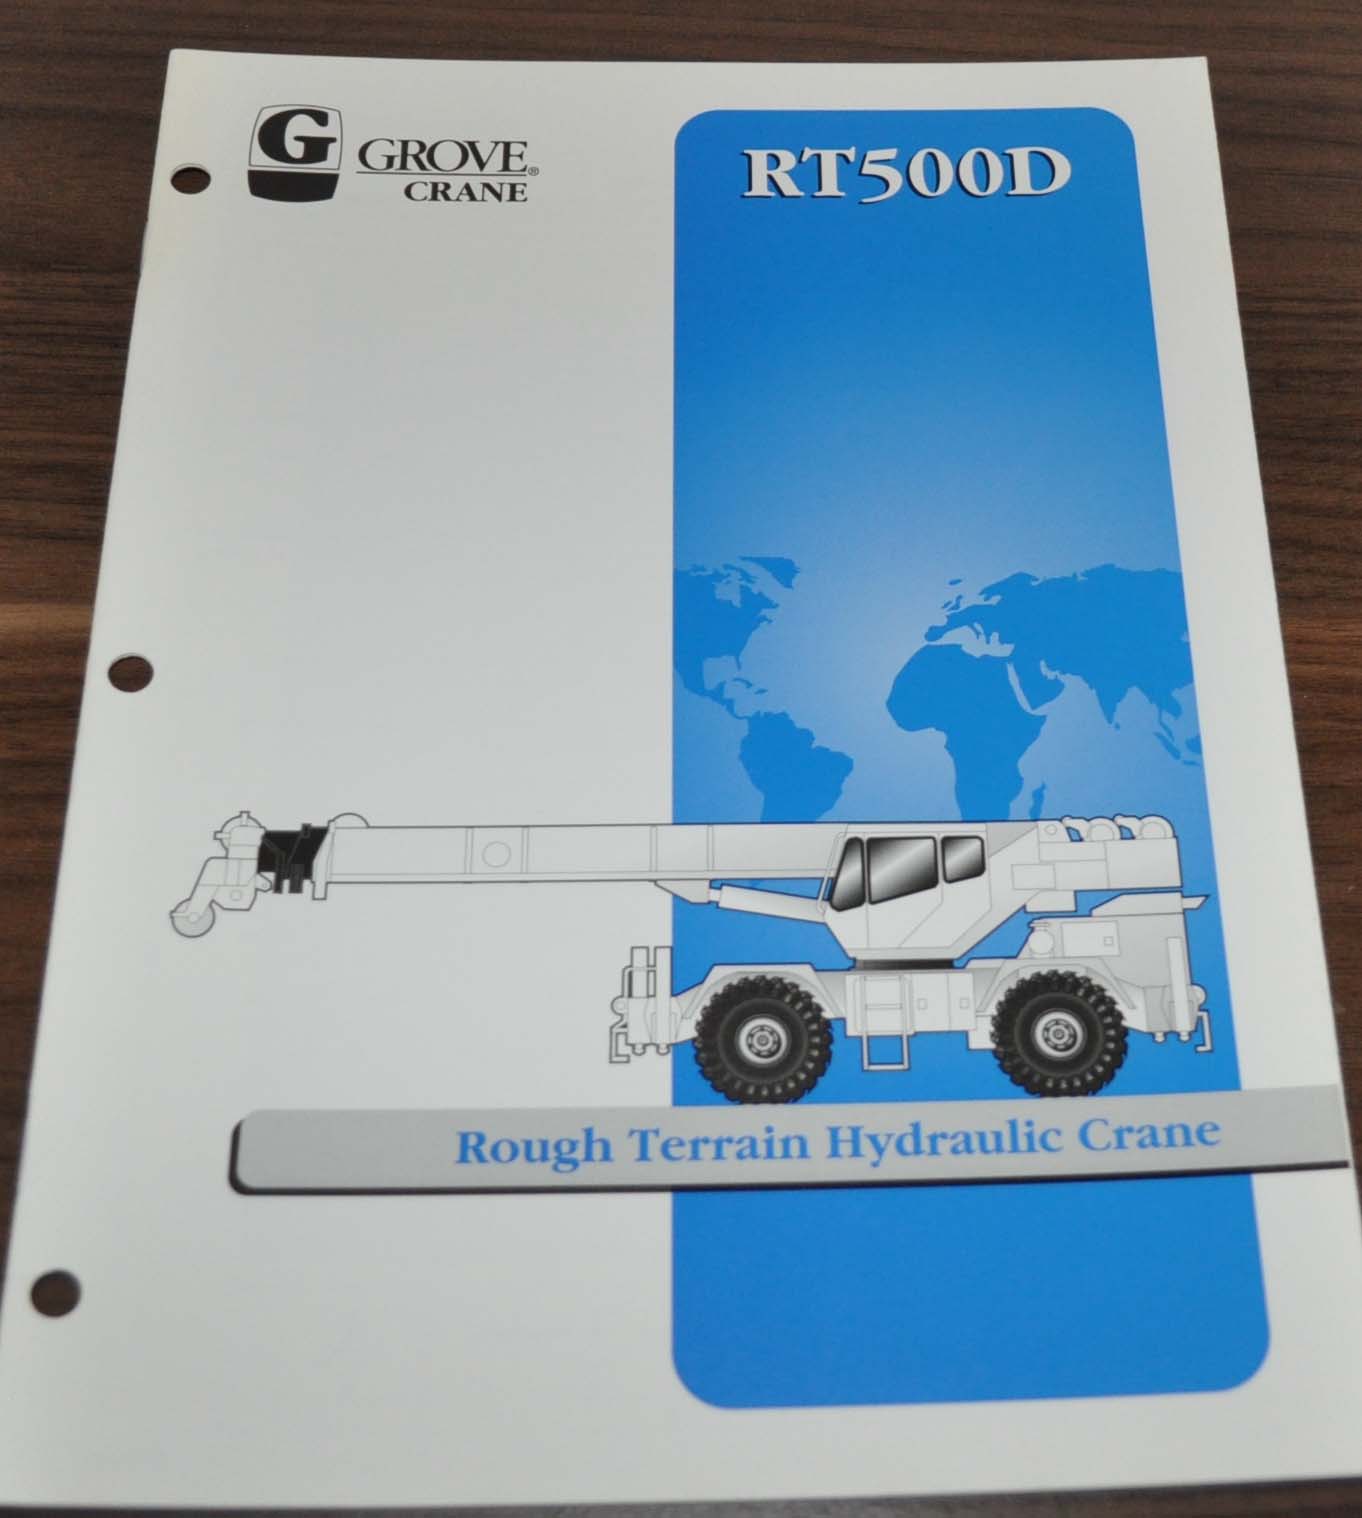 G GROVE®
CRANE
RT500D
Rough Terrain Hydraulic Crane